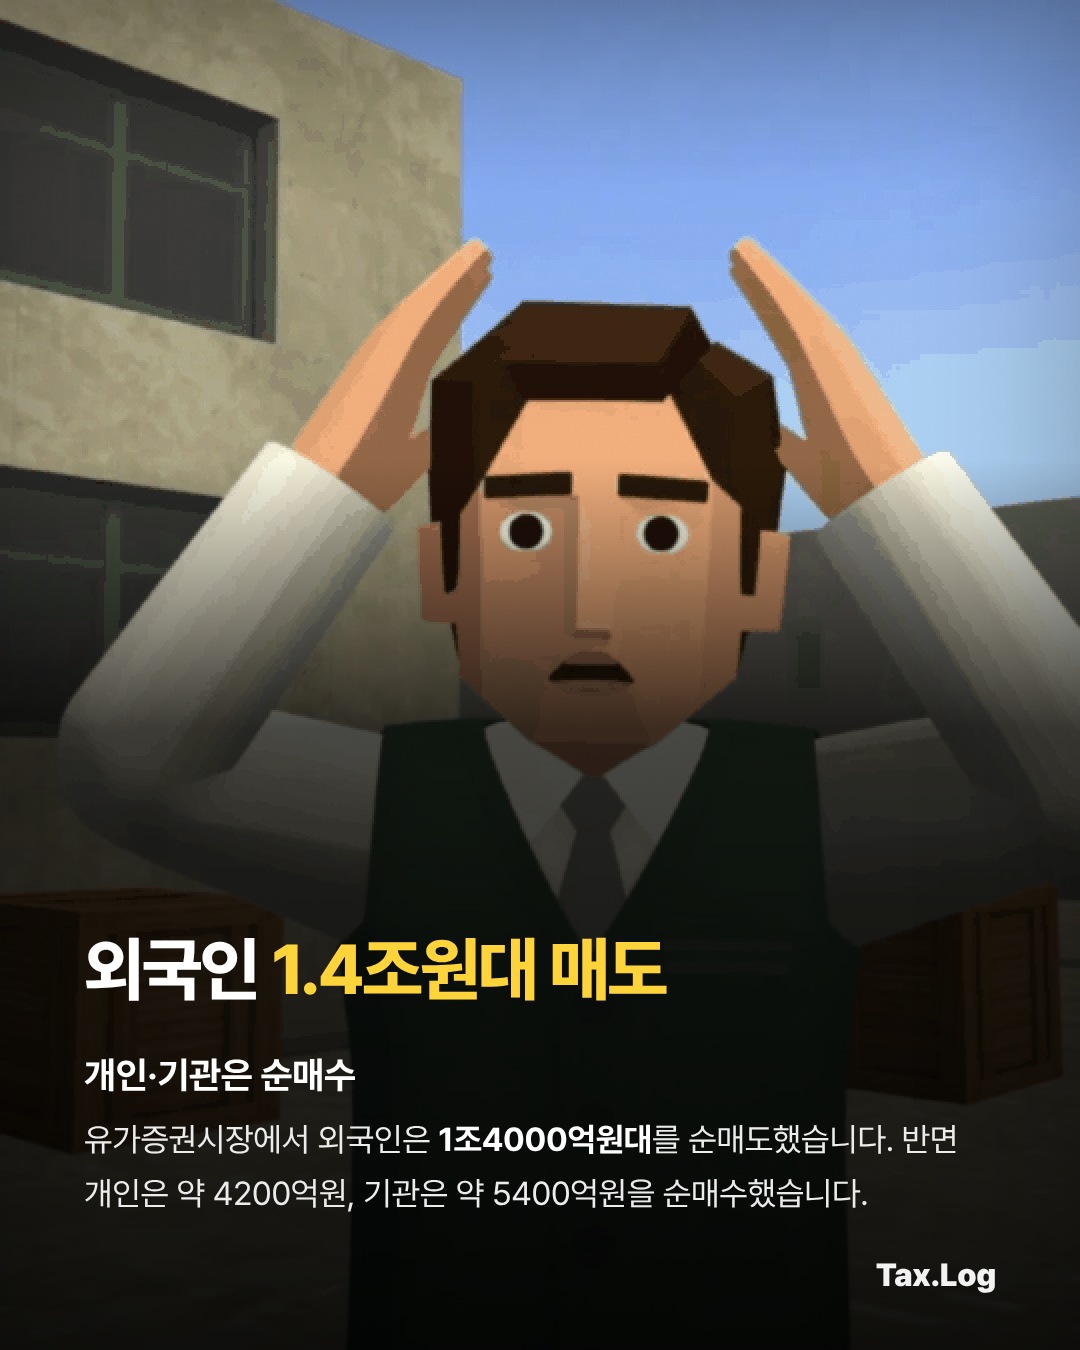 외국인 1.4조원대 매도
개인·기관은 순매수
유가증권시장에서 외국인은 1조4000억원대를 순매도했습니다. 반면
개인은 약 4200억원, 기관은 약 5400억원을 순매수했습니다.
Tax.Log